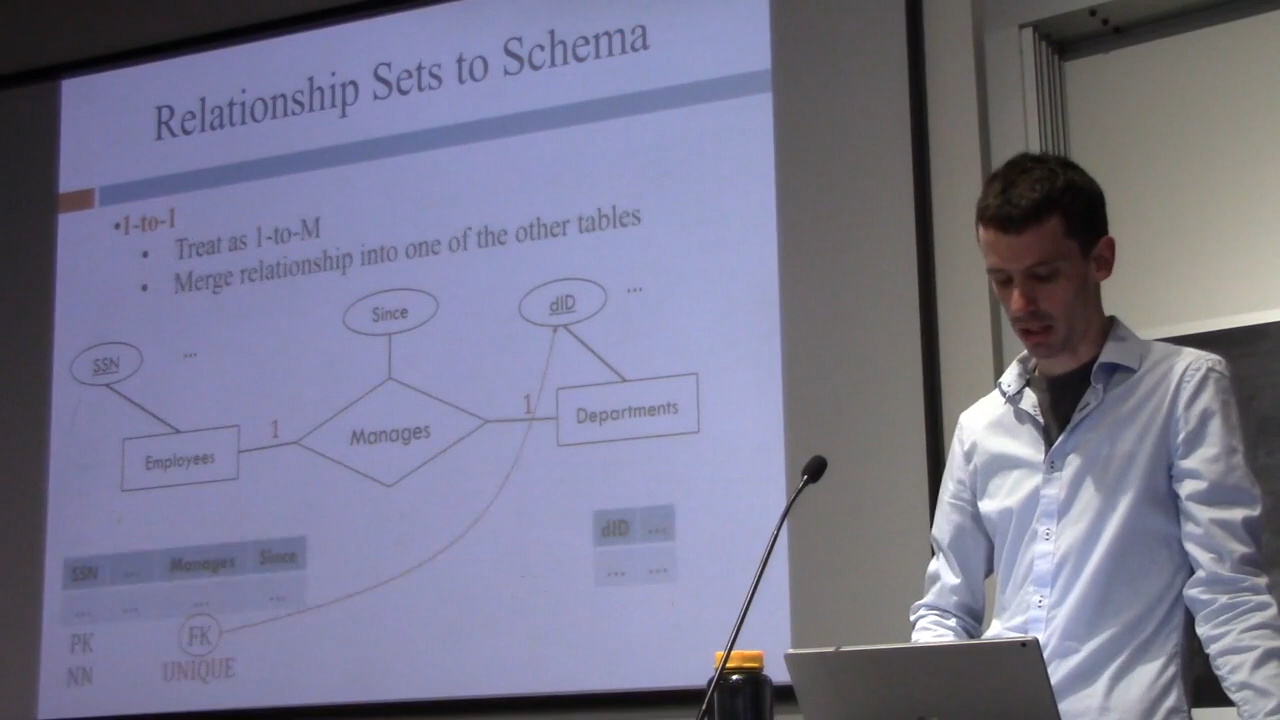 Relationship Sets to Schema
•1-to-1
• Treat as 1-to-M
• Merge relationship into one of the other tables
Since
dID
...
SSN
...
1
1
Manages
Departments
Employees
dID ...
... ...
SSN ... Manages Since
... ... ... ...
PK FK
NN UNIQUE